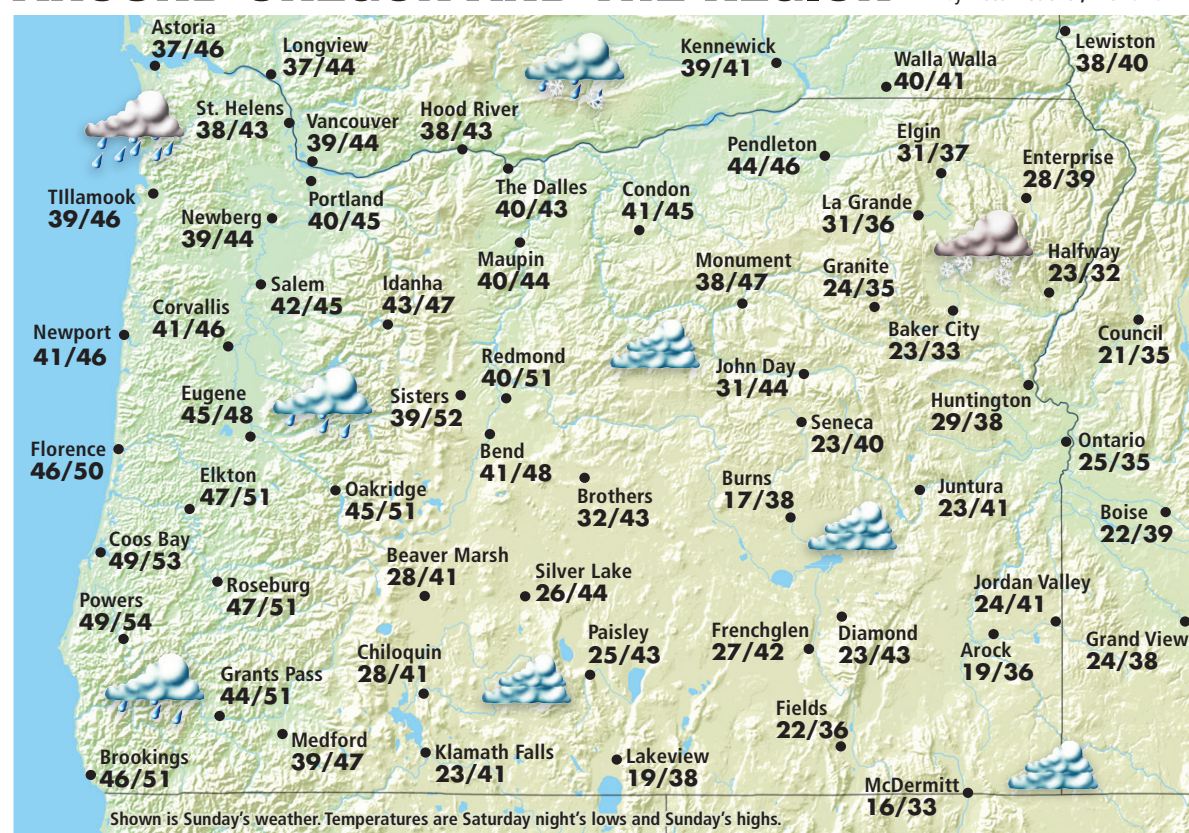 Astoria
37/46
Longview
37/44
Kennewick
39/41
Walla Walla
40/41
Lewiston
38/40
St. Helens
38/43
Vancouver
39/44
Hood River
38/43
Pendleton
44/46
Elgin
31/37
Enterprise
28/39
TIllamook
39/46
Newberg
39/44
Portland
40/45
The Dalles
40/43
Condon
41/45
La Grande
31/36
Maupin
40/44
Monument
38/47
Granite
24/35
Halfway
23/32
Salem
42/45
Idanha
43/47
Corvallis
41/46
Newport
41/46
Baker City
23/33
Council
21/35
Redmond
40/51
John Day
31/44
Eugene
45/48
Sisters
39/52
Huntington
29/38
Seneca
23/40
Florence
46/50
Bend
41/48
Ontario
25/35
Elkton
47/51
Oakridge
45/51
Brothers
32/43
Burns
17/38
Juntura
23/41
Boise
22/39
Coos Bay
49/53
Beaver Marsh
28/41
Silver Lake
26/44
Roseburg
47/51
Jordan Valley
24/41
Powers
49/54
Paisley
25/43
Frenchglen
27/42
Diamond
23/43
Arock
19/36
Grand View
24/38
Chiloquin
28/41
Grants Pass
44/51
Fields
22/36
Medford
39/47
Klamath Falls
23/41
Lakeview
19/38
Brookings
46/51
McDermitt
16/33
Shown is Sunday's weather. Temperatures are Saturday night's lows and Sunday's highs.